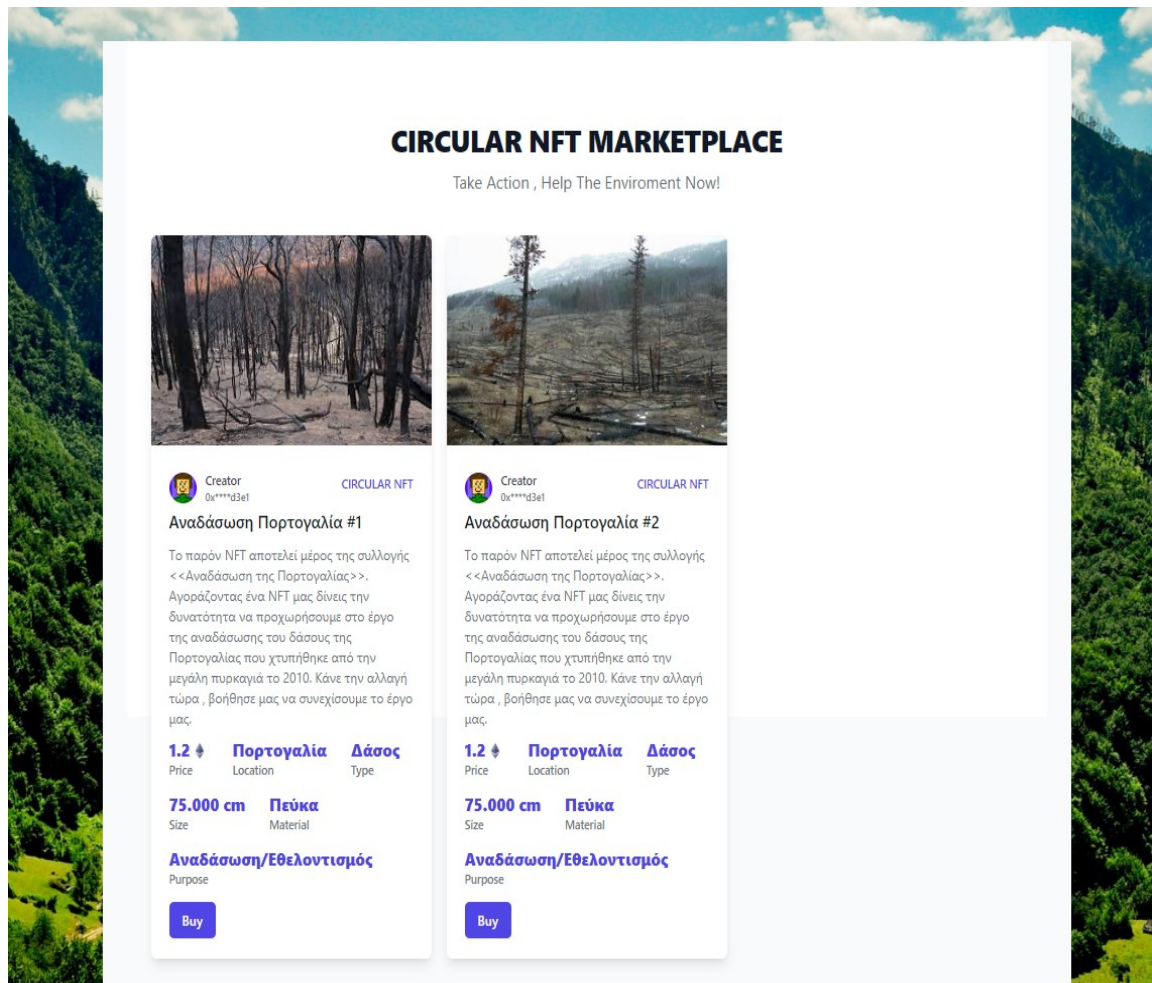 CIRCULAR NFT MARKETPLACE
Take Action , Help The Enviroment Now!
Creator
0x****d3e1
CIRCULAR NFT
Αναδάσωση Πορτογαλία #1
Το παρόν NFT αποτελεί μέρος της συλλογής
<<Αναδάσωση της Πορτογαλίας>>.
Αγοράζοντας ένα NFT μας δίνεις την
δυνατότητα να προχωρήσουμε στο έργο
της αναδάσωσης του δάσους της
Πορτογαλίας που χτυπήθηκε από την
μεγάλη πυρκαγιά το 2010. Κάνε την αλλαγή
τώρα , βοήθησε μας να συνεχίσουμε το έργο
μας.
1.2 Πορτογαλία Δάσος
Price Location Type
75.000 cm Πεύκα
Size Material
Αναδάσωση/Εθελοντισμός
Purpose
Buy
Creator
0x****d3e1
CIRCULAR NFT
Αναδάσωση Πορτογαλία #2
Το παρόν NFT αποτελεί μέρος της συλλογής
<<Αναδάσωση της Πορτογαλίας>>.
Αγοράζοντας ένα NFT μας δίνεις την
δυνατότητα να προχωρήσουμε στο έργο
της αναδάσωσης του δάσους της
Πορτογαλίας που χτυπήθηκε από την
μεγάλη πυρκαγιά το 2010. Κάνε την αλλαγή
τώρα , βοήθησε μας να συνεχίσουμε το έργο
μας.
1.2 Πορτογαλία Δάσος
Price Location Type
75.000 cm Πεύκα
Size Material
Αναδάσωση/Εθελοντισμός
Purpose
Buy